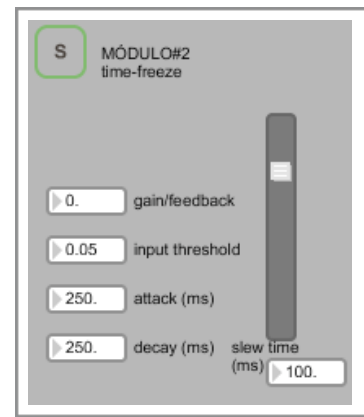 S
MÓDULO#2
time-freeze
0. gain/feedback
0.05 input threshold
250. attack (ms)
250. decay (ms)
slew time
(ms) 100.